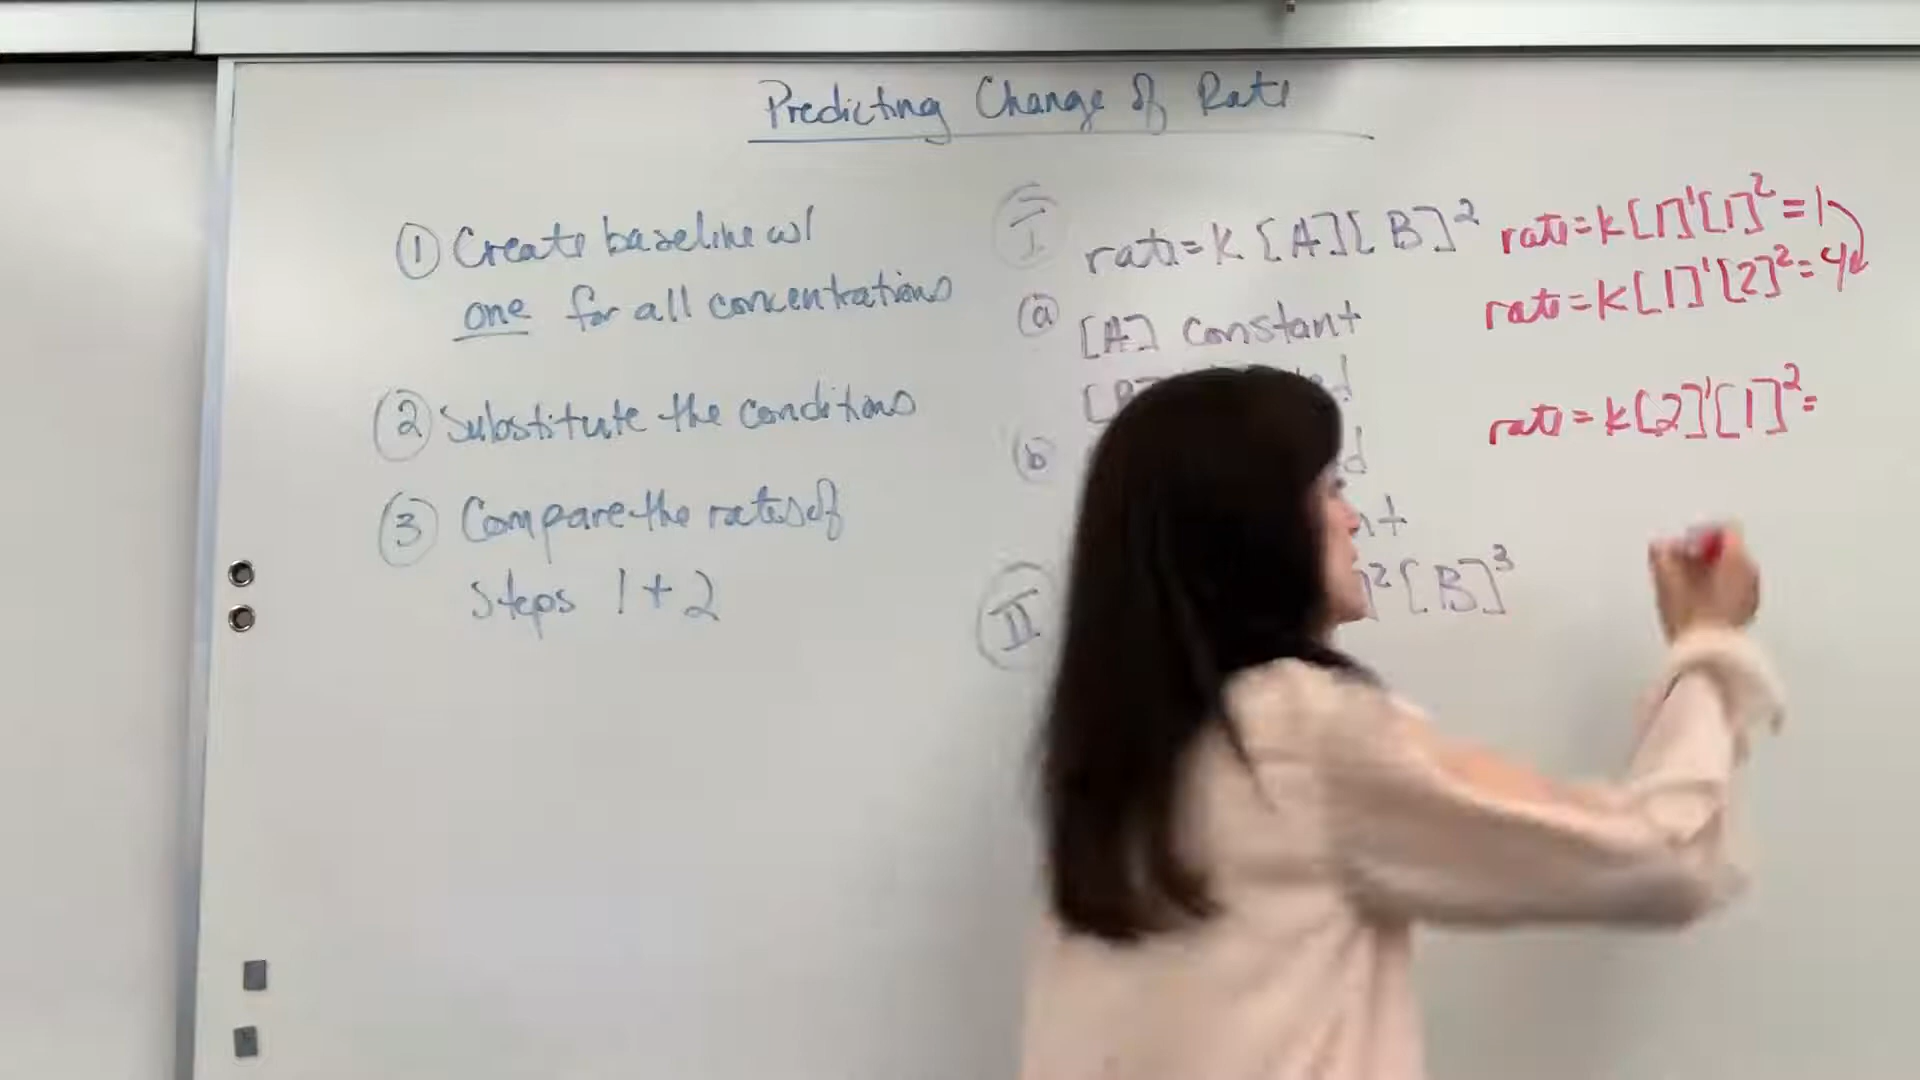 Predicting Change of Rate
① Create baseline w/
one for all concentrations
② Substitute the conditions
③ Compare the rates of
Steps 1 + 2
Ⓘ rate = k [A][B]²
ⓐ [A] constant
ⓑ
Ⓘ Ⓘ ² [B]³
rate = k[1]¹[1]² = 1
rate = k[1]¹[2]² = 4
rate = k[2]¹[1]² =